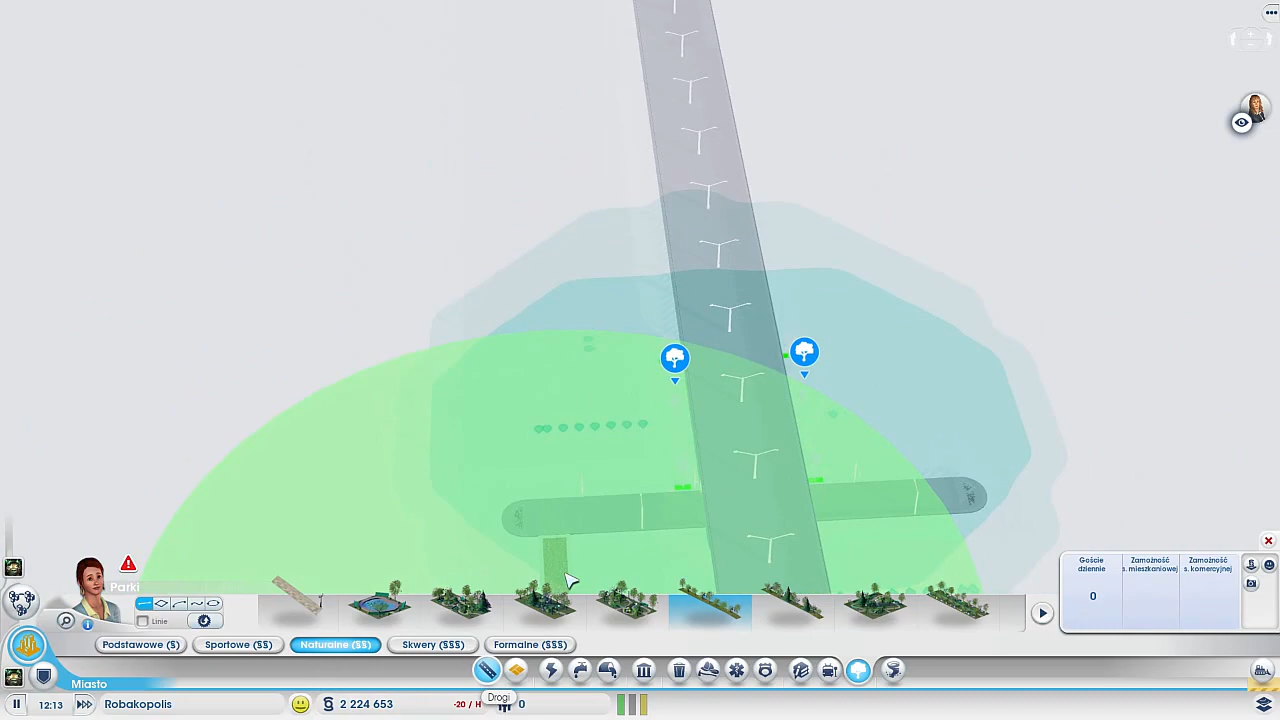 Goście dziennie
Zamożność s. mieszkaniowej
Zamożność s. komercyjnej
0
Parki
Linie
Podstawowe (§)
Sportowe (§§)
Naturalne (§§)
Skwery (§§§)
Formalne (§§§)
Miasto
Drogi
12:13
Robakopolis
2 224 653
-20 / H
0